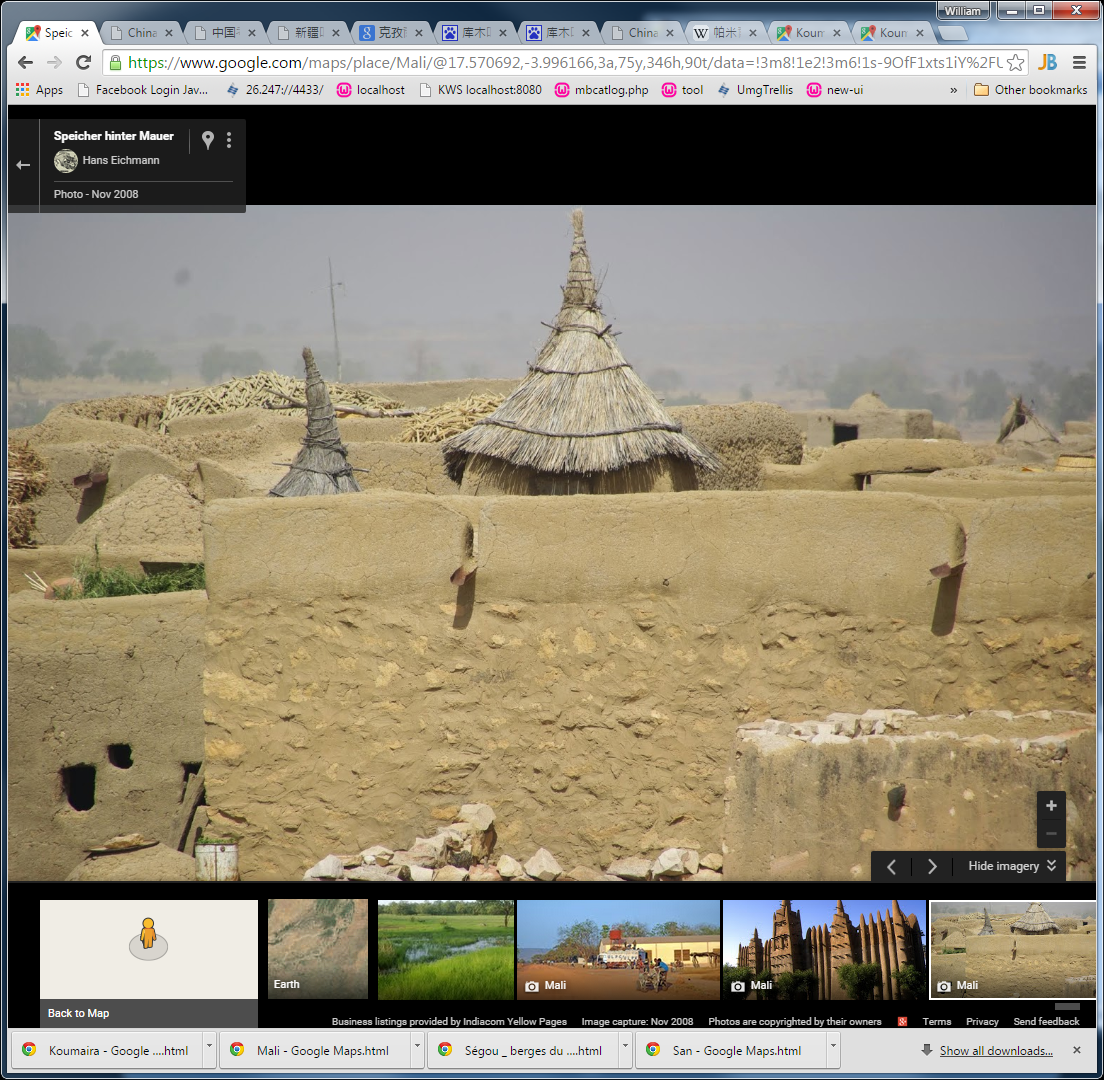 William
Speic
China
中国
新疆
克孜
库木
库木
China
帕米
Koum
Koun
https://www.google.com/maps/place/Mali/@17.570692,-3.996166,3a,75y,346h,90t/data=!3m8!1e2!3m6!1s-9OfF1xts1iY%2FU
Apps
Facebook Login Jav...
26.247://4433/
localhost
KWS localhost:8080
mbcatlog.php
tool
UmgTrellis
new-ui
»
Other bookmarks
Speicher hinter Mauer
Hans Eichmann
Photo - Nov 2008
Hide imagery
Earth
Mali
Mali
Mali
Back to Map
Business listings provided by Indiacom Yellow Pages
Image capture: Nov 2008
Photos are copyrighted by their owners
Terms
Privacy
Send feedback
Koumaira - Google ....html
Mali - Google Maps.html
Ségou _ berges du ....html
San - Google Maps.html
Show all downloads...